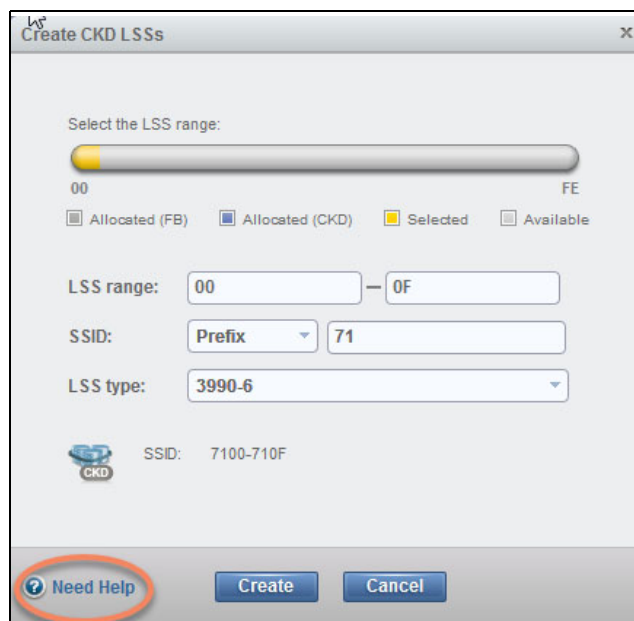 Create CKD LSSs x
Select the LSS range:
00 FE
Allocated (FB) Allocated (CKD) Selected Available
LSS range: 00 — 0F
SSID: Prefix 71
LSS type: 3990-6
CKD SSID: 7100-710F
? Need Help Create Cancel